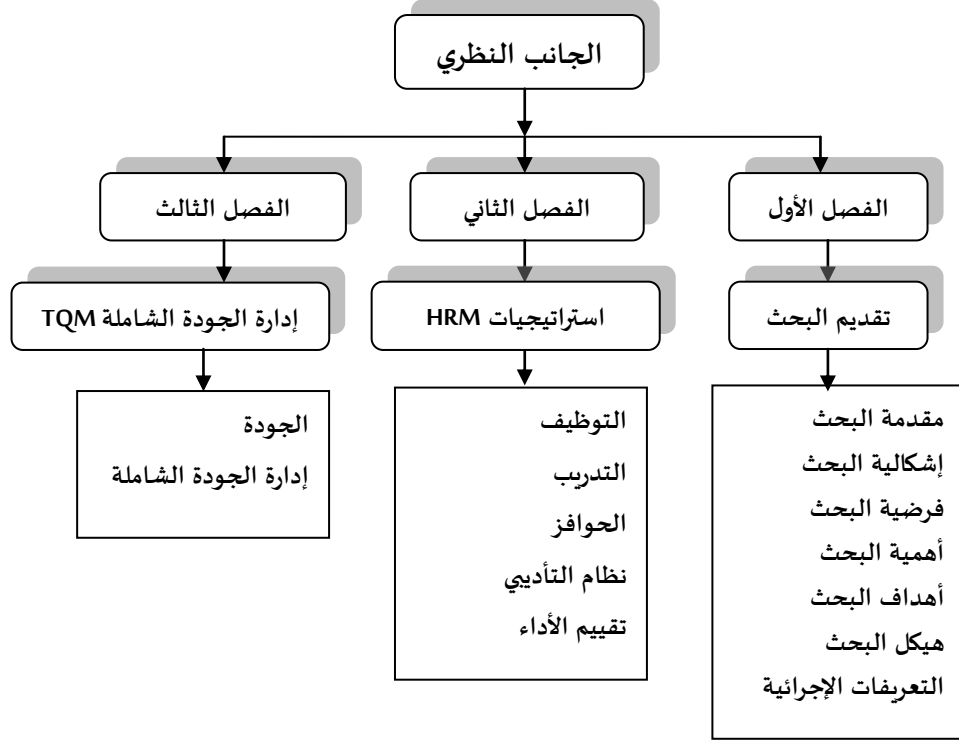 الجانب النظري
الفصل الأول
الفصل الثاني
الفصل الثالث
تقديم البحث
استراتيجيات HRM
إدارة الجودة الشاملة TQM
مقدمة البحث
إشكالية البحث
فرضية البحث
أهمية البحث
أهداف البحث
هيكل البحث
التعريفات الإجرائية
التوظيف
التدريب
الحوافز
نظام التأديبي
تقييم الأداء
الجودة
إدارة الجودة الشاملة